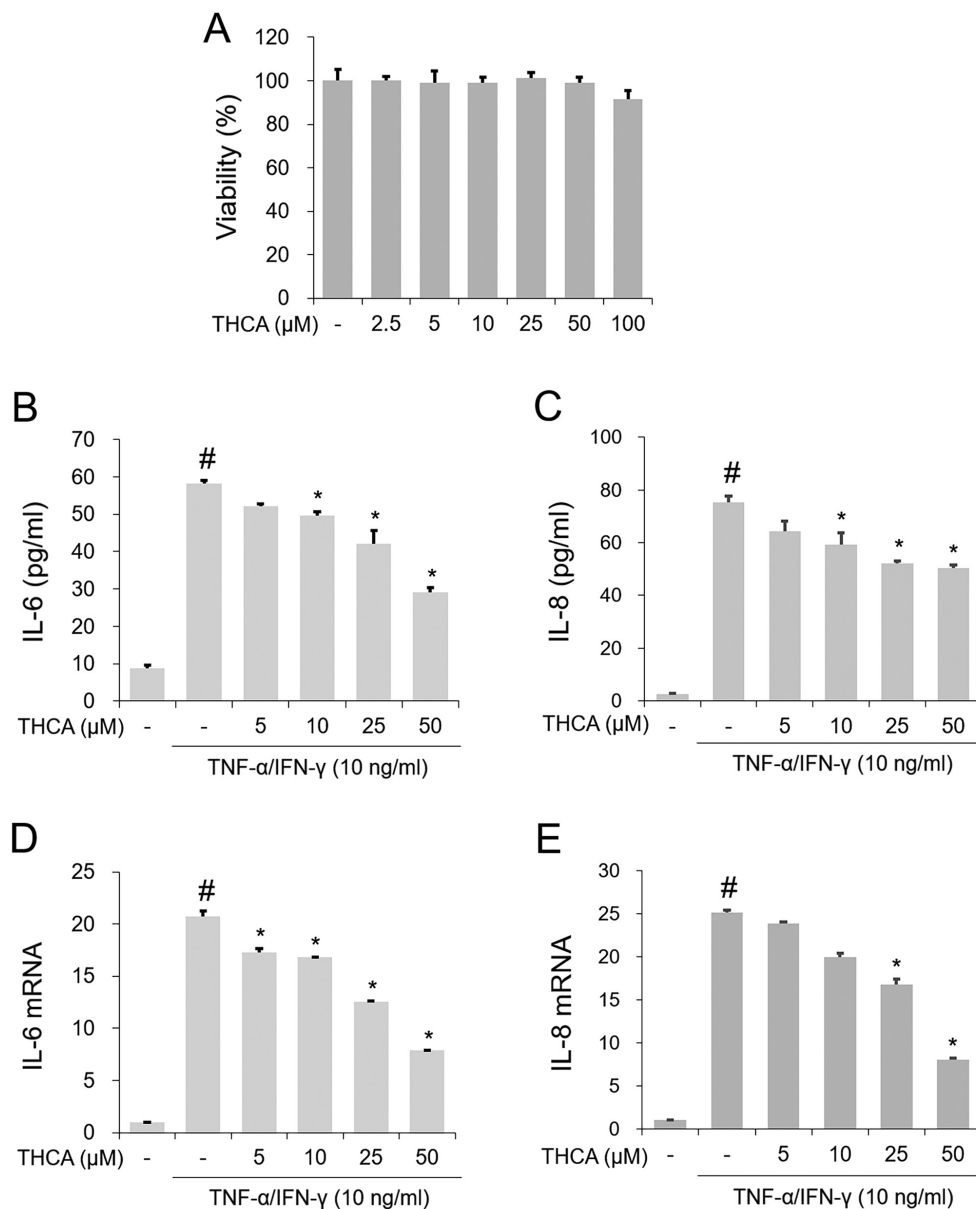 A
Viability (%)
120
100
80
60
40
20
0
THCA (μM) - 2.5 5 10 25 50 100
B
IL-6 (pg/ml)
70
60
50
40
30
20
10
0
#
*
*
*
THCA (μM) - - 5 10 25 50
TNF-α/IFN-γ (10 ng/ml)
C
IL-8 (pg/ml)
100
80
60
40
20
0
#
*
*
*
THCA (μM) - - 5 10 25 50
TNF-α/IFN-γ (10 ng/ml)
D
IL-6 mRNA
25
20
15
10
5
0
#
*
*
*
*
THCA (μM) - - 5 10 25 50
TNF-α/IFN-γ (10 ng/ml)
E
IL-8 mRNA
30
25
20
15
10
5
0
#
*
*
THCA (μM) - - 5 10 25 50
TNF-α/IFN-γ (10 ng/ml)